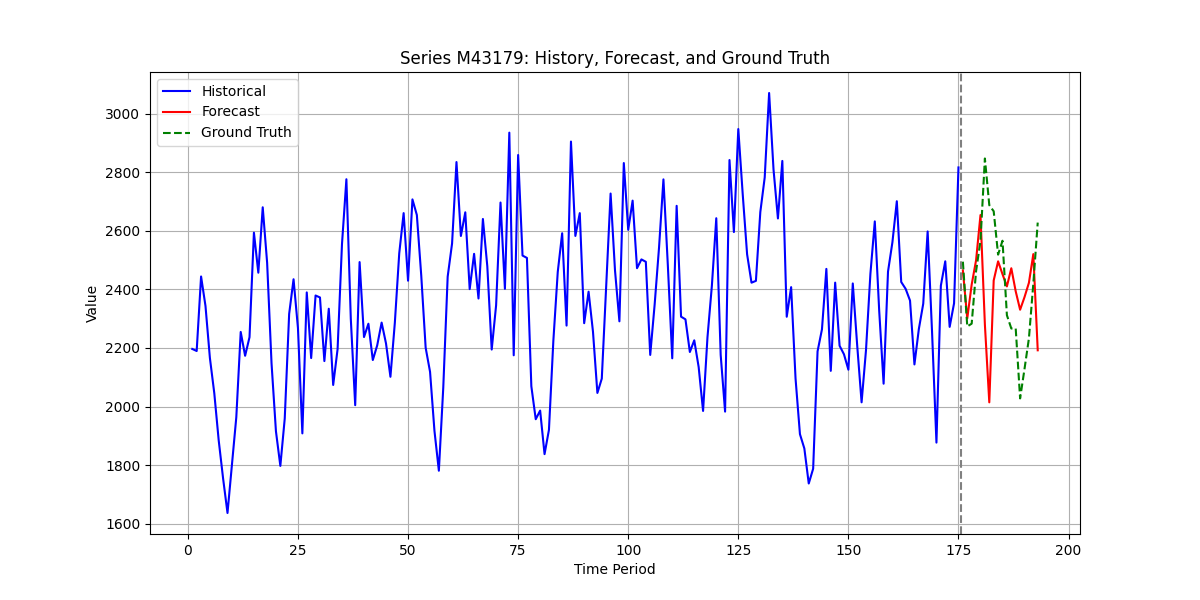 Series M43179: History, Forecast, and Ground Truth
Historical
Forecast
Ground Truth
Value
3000
2800
2600
2400
2200
2000
1800
1600
0 25 50 75 100 125 150 175 200
Time Period